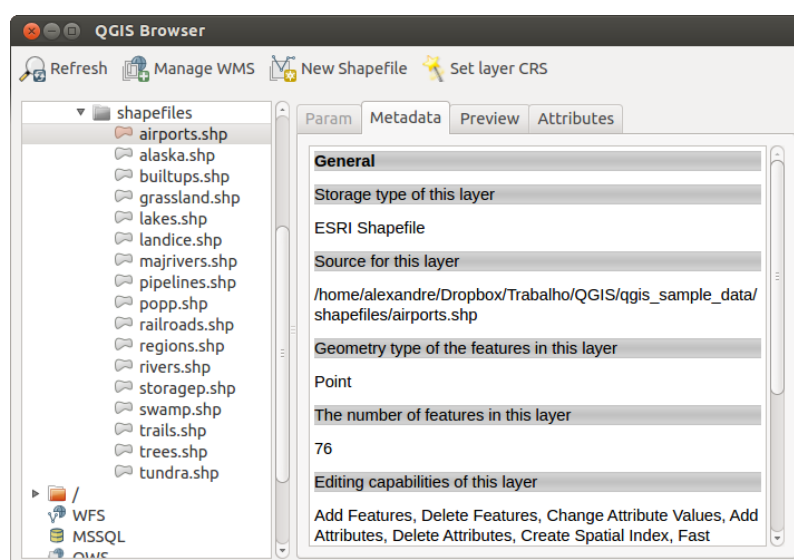 QGIS Browser
Refresh Manage WMS New Shapefile Set layer CRS
shapefiles
airports.shp
alaska.shp
builtups.shp
grassland.shp
lakes.shp
landice.shp
majrivers.shp
pipelines.shp
popp.shp
railroads.shp
regions.shp
rivers.shp
storagep.shp
swamp.shp
trails.shp
trees.shp
tundra.shp
/
WFS
MSSQL
OWS
Param Metadata Preview Attributes
General
Storage type of this layer
ESRI Shapefile
Source for this layer
/home/alexandre/Dropbox/Trabalho/QGIS/qgis_sample_data/
shapefiles/airports.shp
Geometry type of the features in this layer
Point
The number of features in this layer
76
Editing capabilities of this layer
Add Features, Delete Features, Change Attribute Values, Add
Attributes, Delete Attributes, Create Spatial Index, Fast